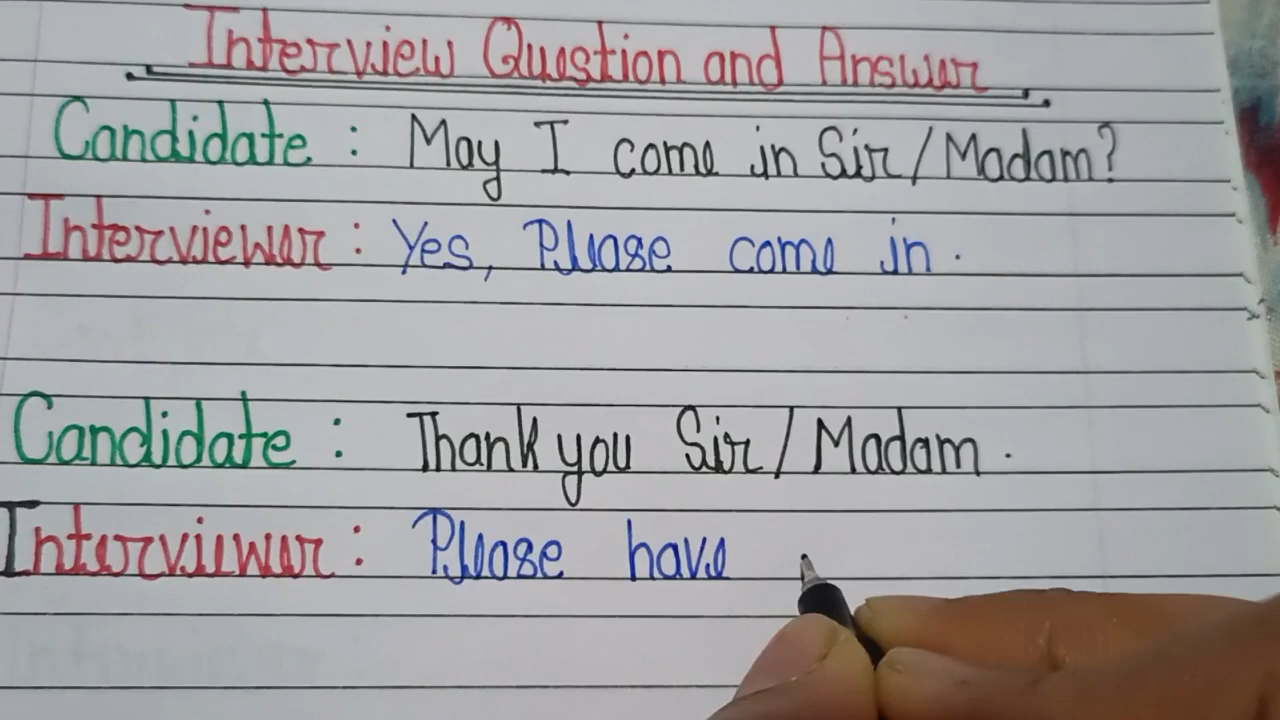 Interview Question and Answer
Candidate : May I come in Sir/Madam?
Interviewer : Yes, Please come in.
Candidate : Thank you Sir/Madam.
Interviewer : Please have